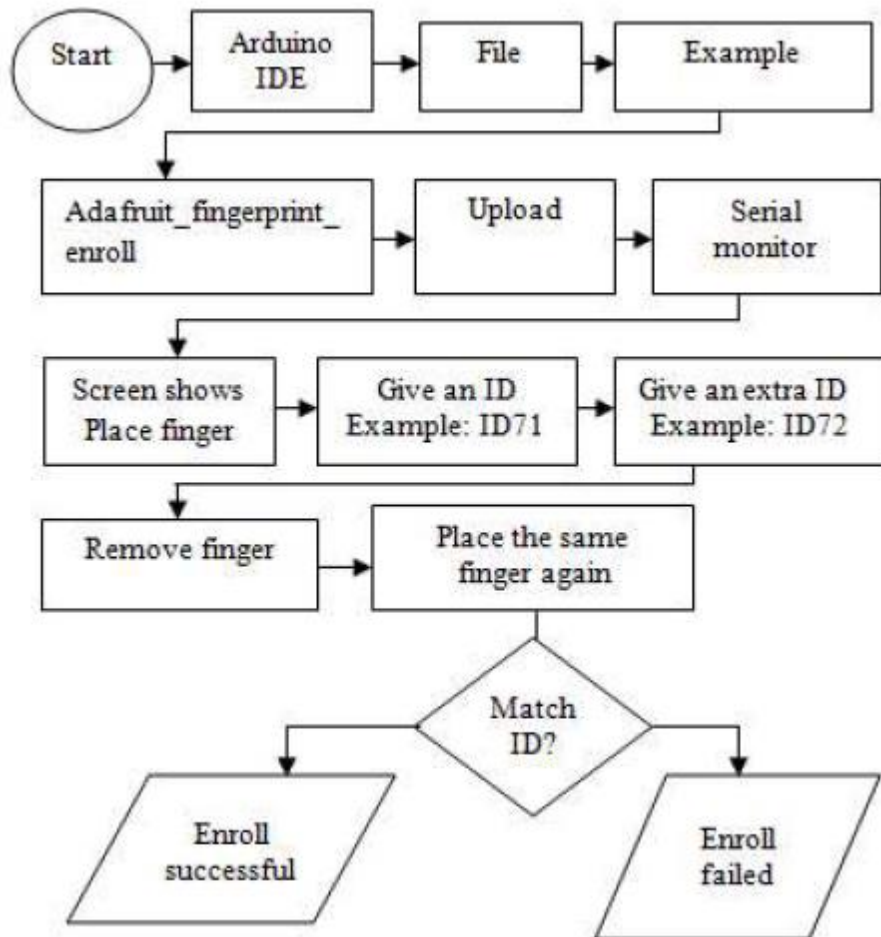 Start
Arduino
IDE
File
Example
Adafruit_fingerprint_
enroll
Upload
Serial
monitor
Screen shows
Place finger
Give an ID
Example: ID71
Give an extra ID
Example: ID72
Remove finger
Place the same
finger again
Match
ID?
Enroll
successful
Enroll
failed